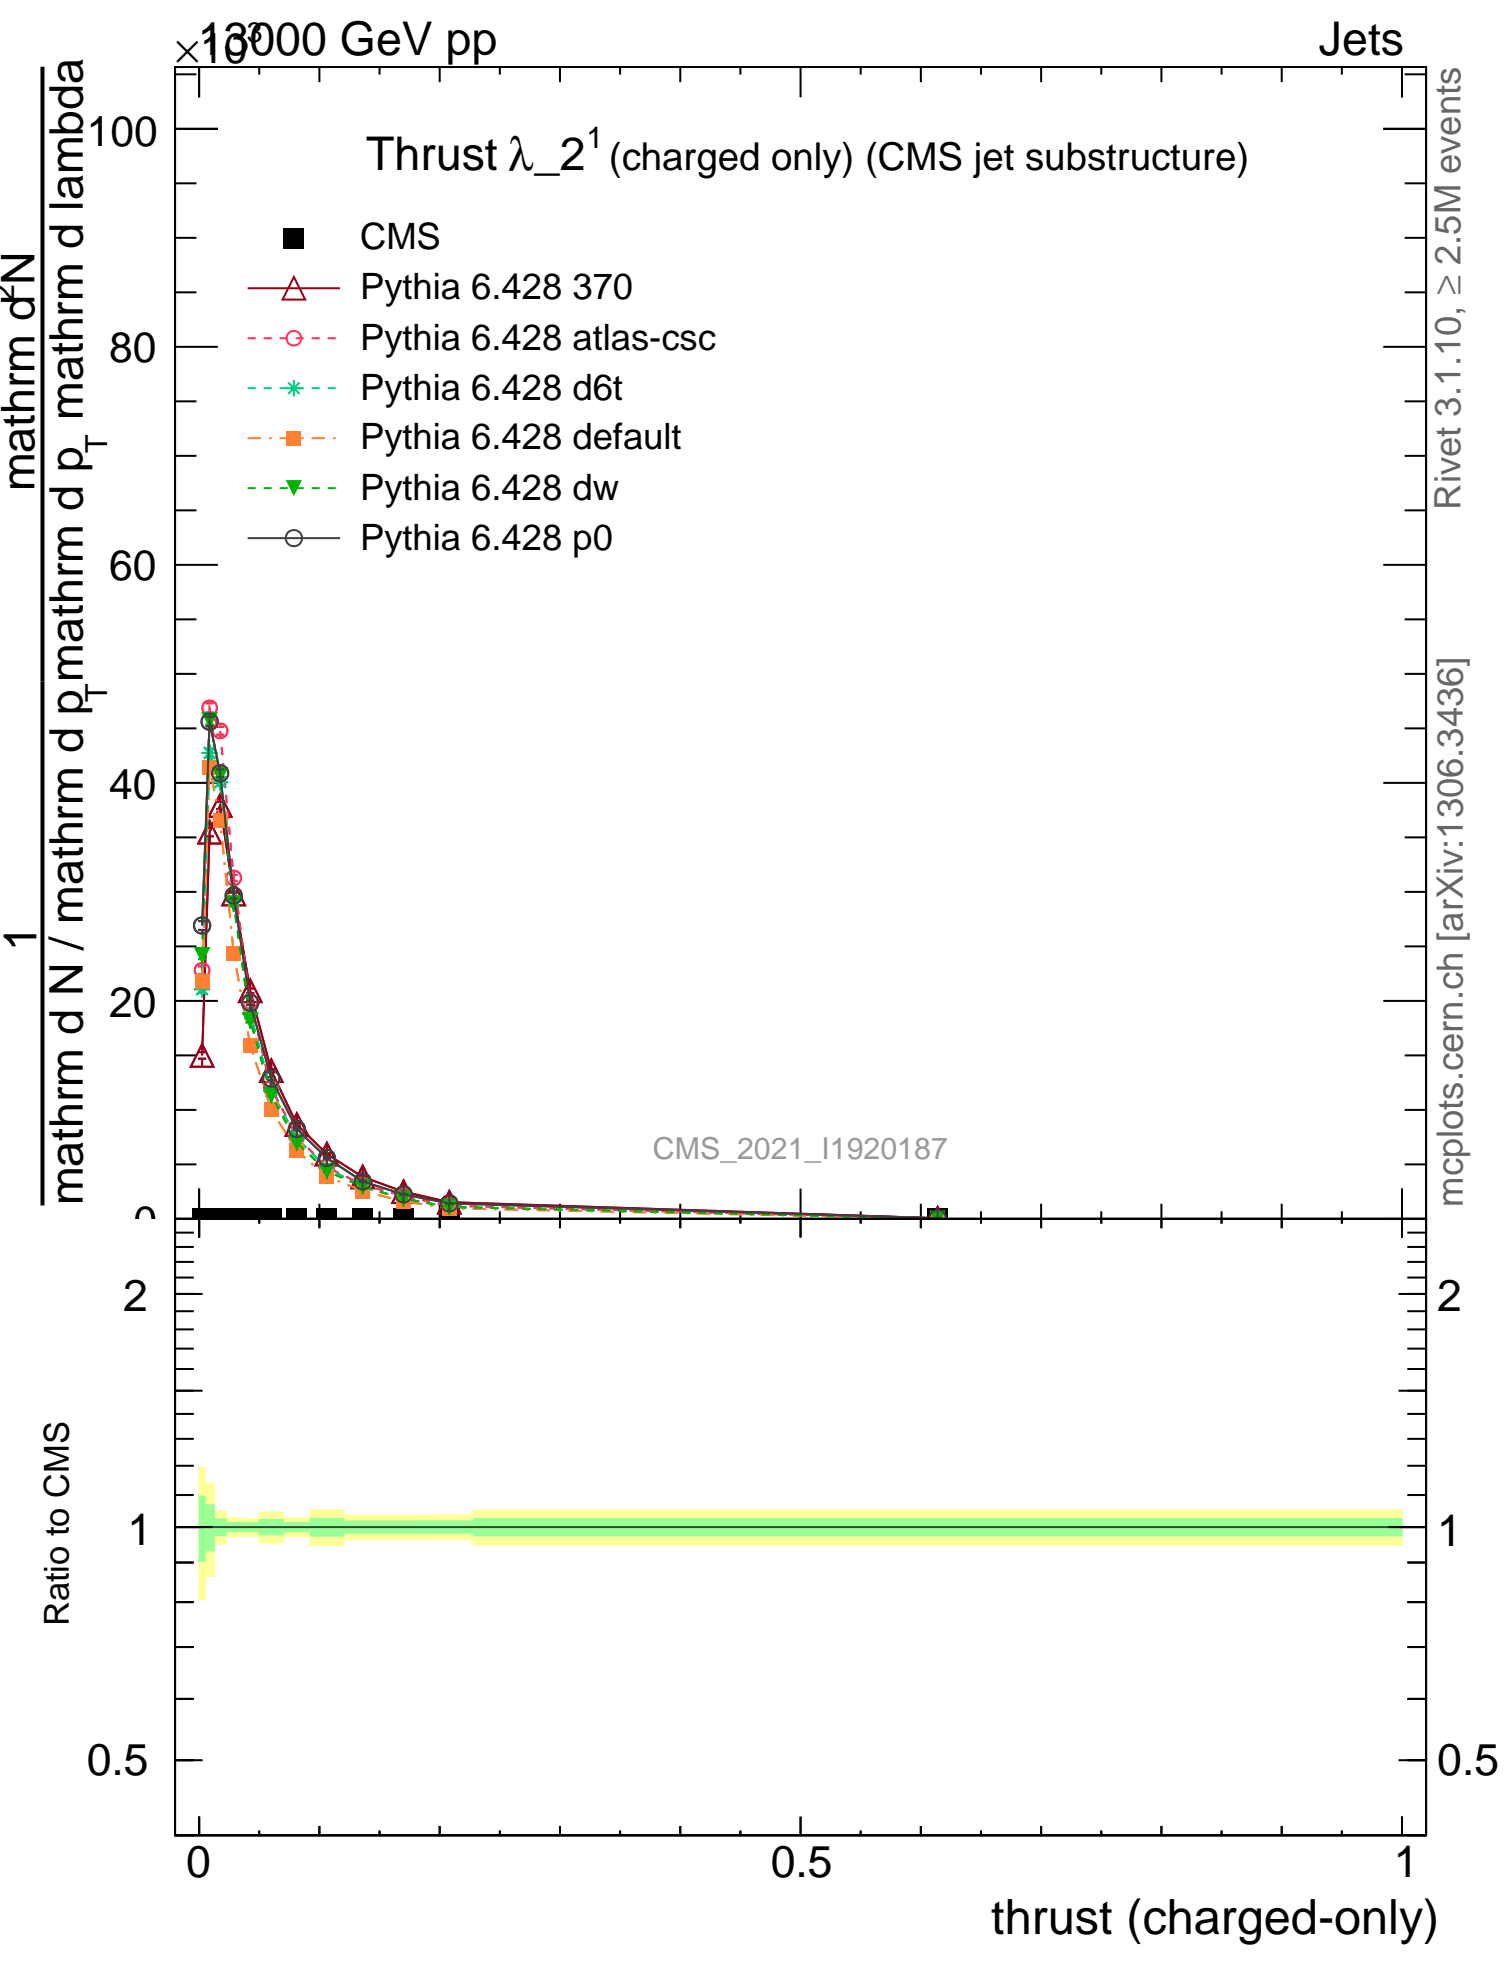 ×10³
13000 GeV pp
Jets
Thrust λ_2¹ (charged only) (CMS jet substructure)
CMS
Pythia 6.428 370
Pythia 6.428 atlas-csc
Pythia 6.428 d6t
Pythia 6.428 default
Pythia 6.428 dw
Pythia 6.428 p0
100
80
60
40
20
0
1
mathrm d N / mathrm d p_T
mathrm d²N
mathrm d p_T mathrm d lambda
CMS_2021_I1920187
Rivet 3.1.10, ≥ 2.5M events
mcplots.cern.ch [arXiv:1306.3436]
Ratio to CMS
2
1
0.5
2
1
0.5
0
0.5
1
thrust (charged-only)